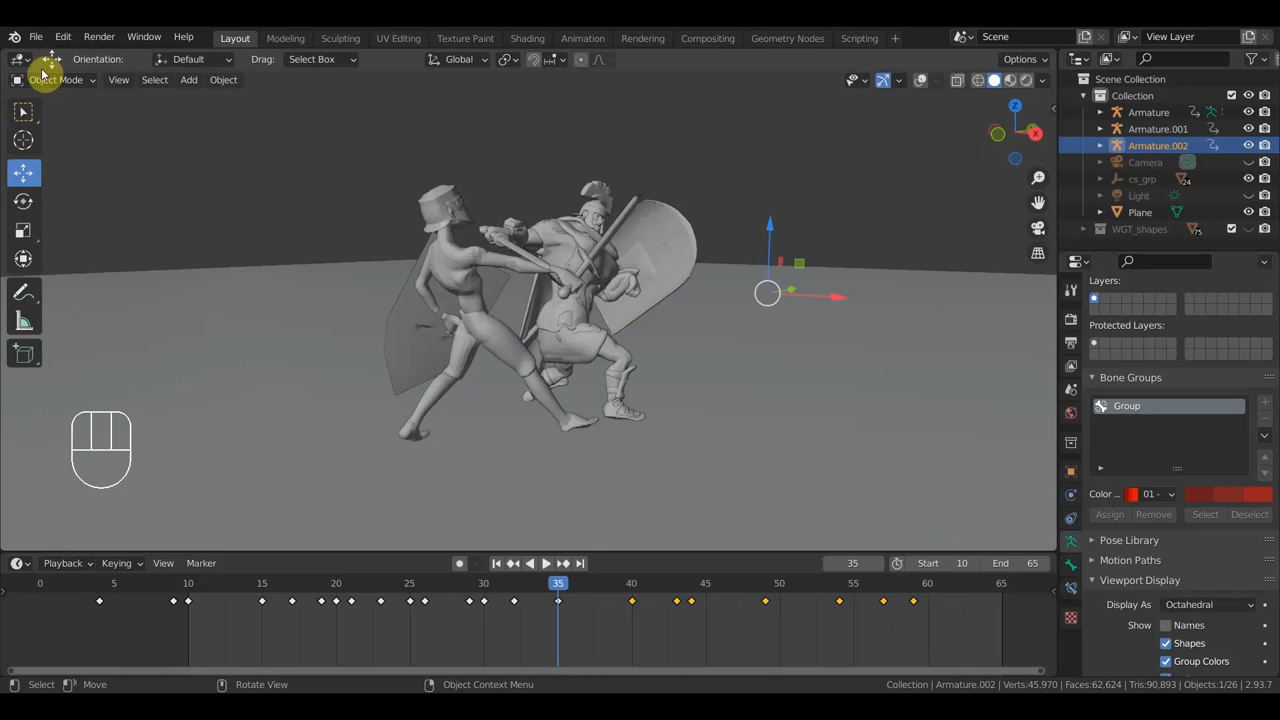 File Edit Render Window Help Layout Modeling Sculpting UV Editing Texture Paint Shading Animation Rendering Compositing Geometry Nodes Scripting + Scene View Layer
Orientation: Default Drag: Select Box Global Options
Object Mode View Select Add Object
Scene Collection
Collection
Armature
Armature.001
Armature.002
Camera
cs_grp 24
Light
Plane
WGT_shapes 75
Z
X
Layers:
Protected Layers:
Bone Groups
Group
Color ... 01 -
Assign Remove Select Deselect
Pose Library
Motion Paths
Viewport Display
Display As Octahedral
Show Names
Shapes
Group Colors
Playback Keying View Marker 35 Start 10 End 65
0 5 10 15 20 25 30 35 40 45 50 55 60 65
Select Move Rotate View Object Context Menu Collection | Armature.002 | Verts:45,970 | Faces:62,624 | Tris:90,893 | Objects:1/26 | 2.93.7